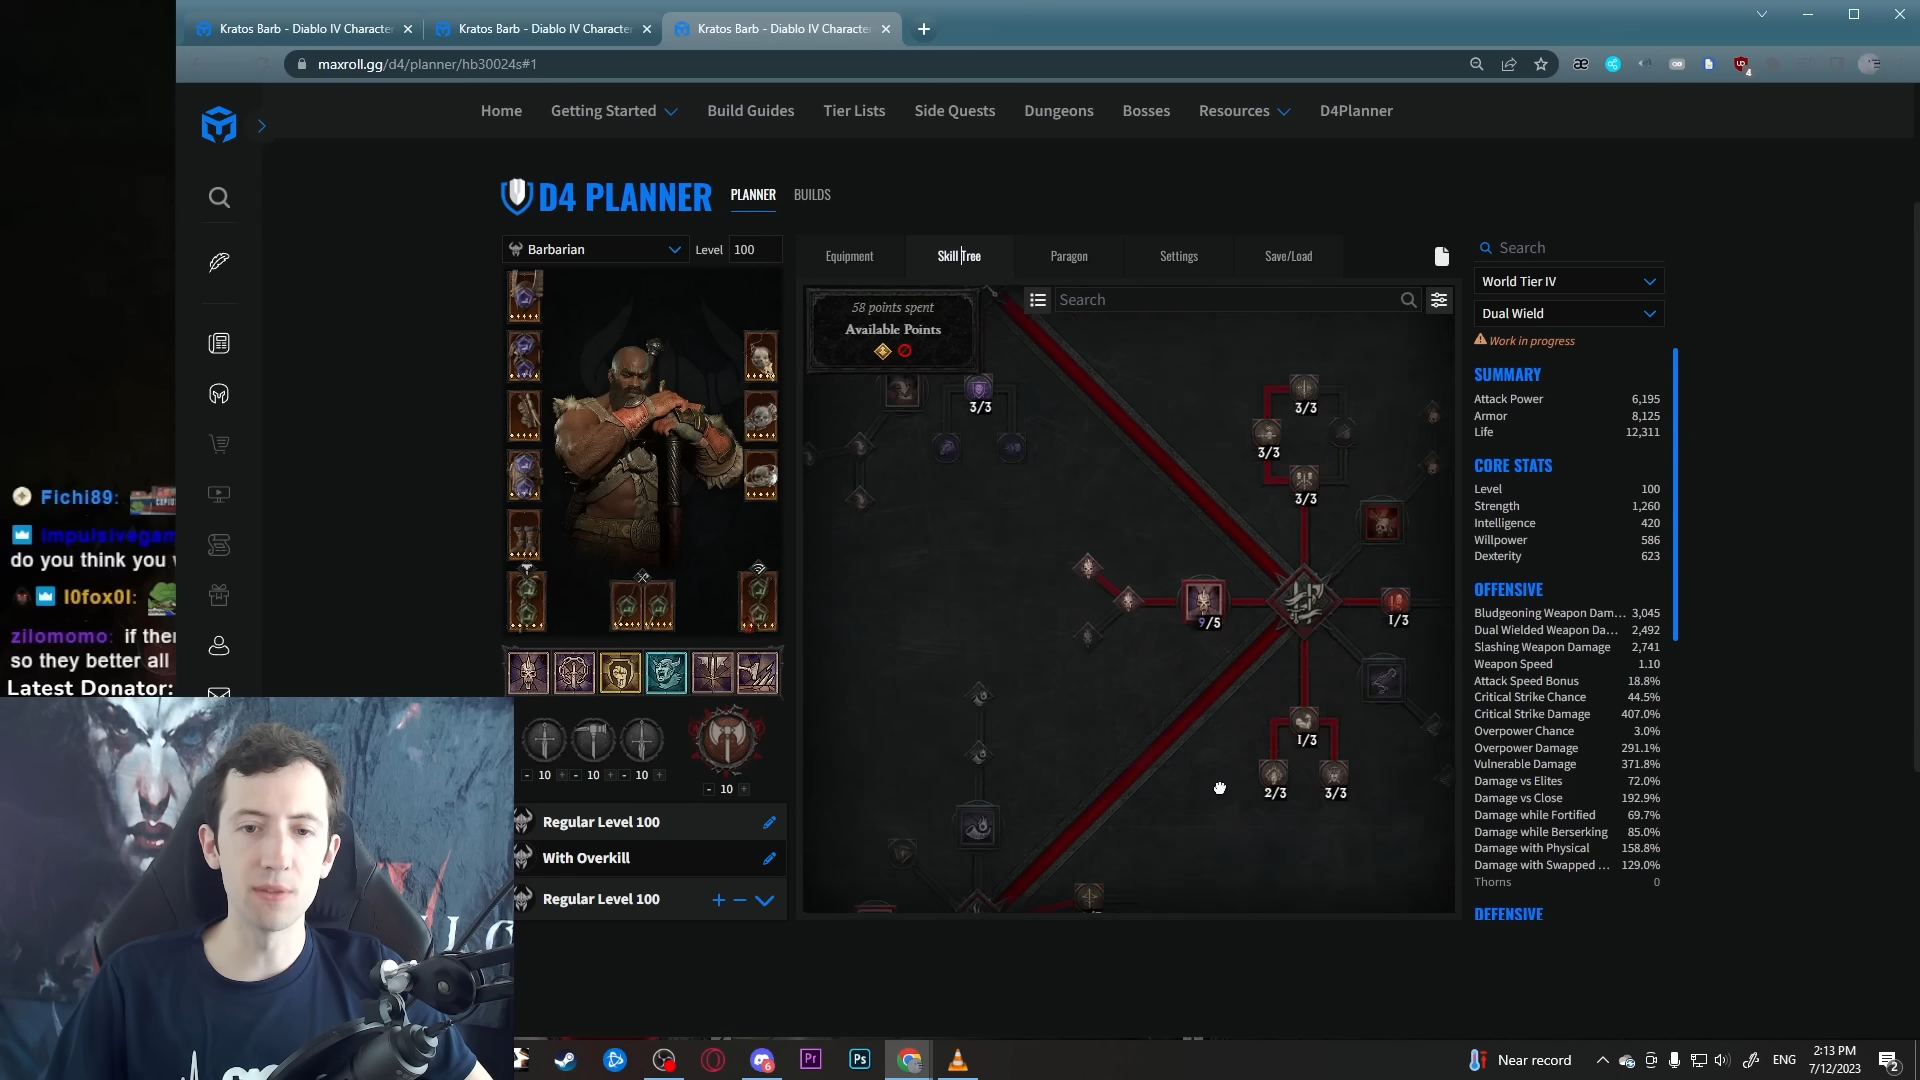 Kratos Barb - Diablo IV Character
Kratos Barb - Diablo IV Character
Kratos Barb - Diablo IV Character
maxroll.gg/d4/planner/hb30024s#1
4
Home
Getting Started
Build Guides
Tier Lists
Side Quests
Dungeons
Bosses
Resources
D4Planner
D4 PLANNER
PLANNER
BUILDS
Barbarian
Level
100
Equipment
Skill Tree
Paragon
Settings
Save/Load
58 points spent
Available Points
Search
3/3
3/3
3/3
3/3
9/5
1/3
1/3
2/3
3/3
- 10 + - 10 + - 10 +
- 10 +
Regular Level 100
With Overkill
Regular Level 100
Search
World Tier IV
Dual Wield
Work in progress
SUMMARY
Attack Power 6,195
Armor 8,125
Life 12,311
CORE STATS
Level 100
Strength 1,260
Intelligence 420
Willpower 586
Dexterity 623
OFFENSIVE
Bludgeoning Weapon Dam... 3,045
Dual Wielded Weapon Da... 2,492
Slashing Weapon Damage 2,741
Weapon Speed 1.10
Attack Speed Bonus 18.8%
Critical Strike Chance 44.5%
Critical Strike Damage 407.0%
Overpower Chance 3.0%
Overpower Damage 291.1%
Vulnerable Damage 371.8%
Damage vs Elites 72.0%
Damage vs Close 192.9%
Damage while Fortified 69.7%
Damage while Berserking 85.0%
Damage with Physical 158.8%
Damage with Swapped ... 129.0%
Thorns 0
DEFENSIVE
Fichi89:
impulsivegam
do you think you
l0fox0l:
zilomomo: if ther
so they better all
Latest Donator:
6
Pr
Ps
Near record
ENG
2:13 PM
7/12/2023
2